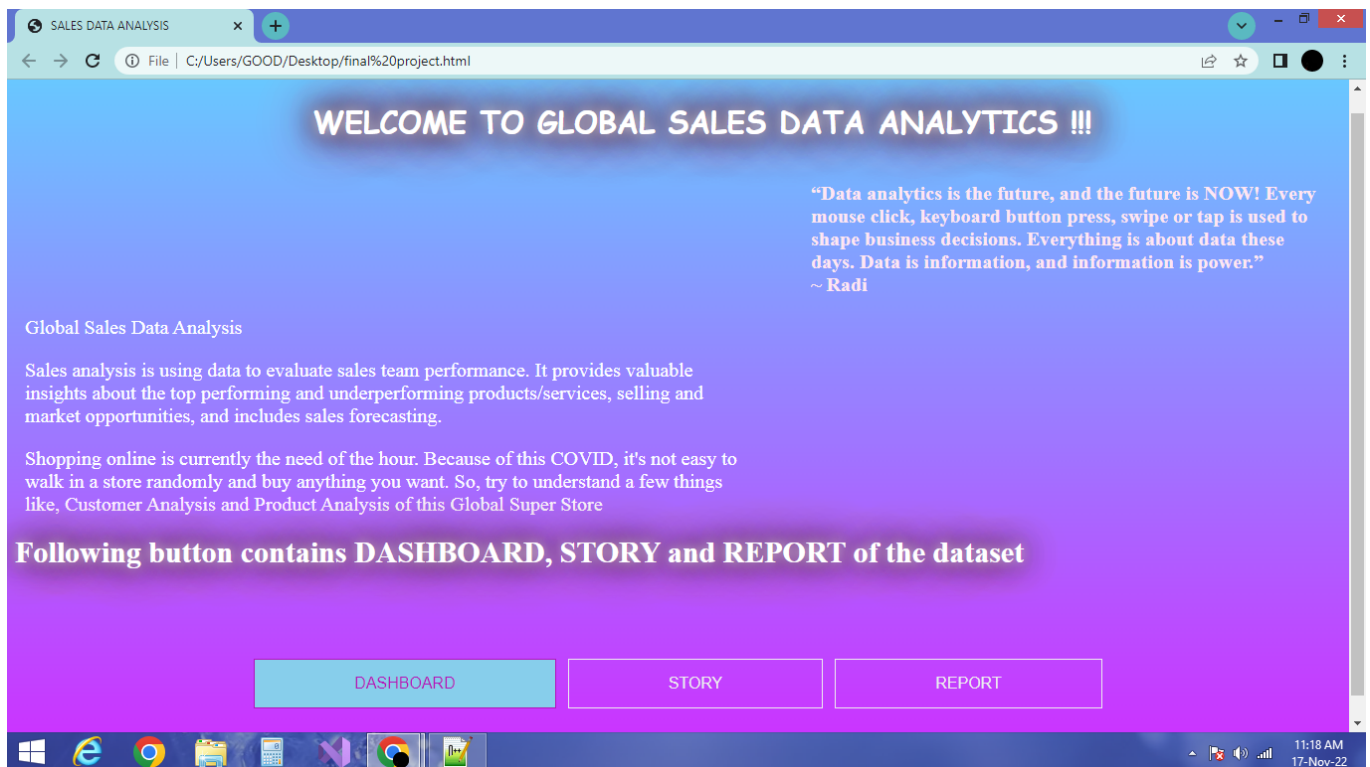 SALES DATA ANALYSIS
File | C:/Users/GOOD/Desktop/final%20project.html
WELCOME TO GLOBAL SALES DATA ANALYTICS !!!
“Data analytics is the future, and the future is NOW! Every
mouse click, keyboard button press, swipe or tap is used to
shape business decisions. Everything is about data these
days. Data is information, and information is power.”
~ Radi
Global Sales Data Analysis
Sales analysis is using data to evaluate sales team performance. It provides valuable
insights about the top performing and underperforming products/services, selling and
market opportunities, and includes sales forecasting.
Shopping online is currently the need of the hour. Because of this COVID, it's not easy to
walk in a store randomly and buy anything you want. So, try to understand a few things
like, Customer Analysis and Product Analysis of this Global Super Store
Following button contains DASHBOARD, STORY and REPORT of the dataset
DASHBOARD
STORY
REPORT
11:18 AM
17-Nov-22